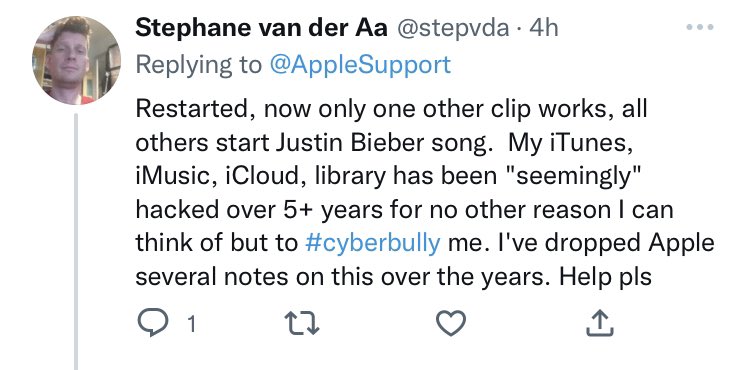 Stephane van der Aa @stepvda · 4h
Replying to @AppleSupport
Restarted, now only one other clip works, all
others start Justin Bieber song.  My iTunes,
iMusic, iCloud, library has been "seemingly"
hacked over 5+ years for no other reason I can
think of but to #cyberbully me. I've dropped Apple
several notes on this over the years. Help pls
1